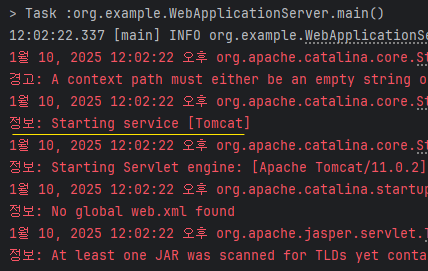 > Task :org.example.WebApplicationServer.main()
12:02:22.337 [main] INFO org.example.WebApplicationSe
1월 10, 2025 12:02:22 오후 org.apache.catalina.core.St
경고: A context path must either be an empty string o
1월 10, 2025 12:02:22 오후 org.apache.catalina.core.St
정보: Starting service [Tomcat]
1월 10, 2025 12:02:22 오후 org.apache.catalina.core.St
정보: Starting Servlet engine: [Apache Tomcat/11.0.2]
1월 10, 2025 12:02:22 오후 org.apache.catalina.startup
정보: No global web.xml found
1월 10, 2025 12:02:22 오후 org.apache.jasper.servlet.T
정보: At least one JAR was scanned for TLDs yet conta